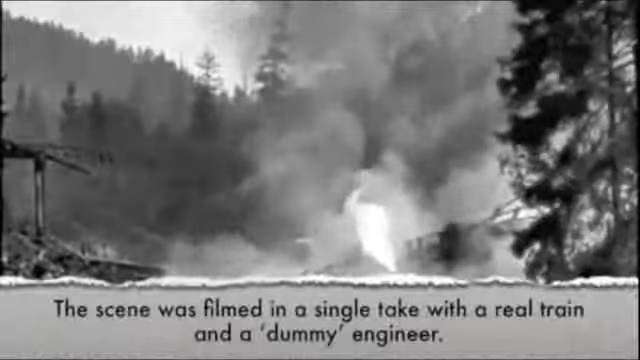 The scene was filmed in a single take with a real train
and a ‘dummy’ engineer.